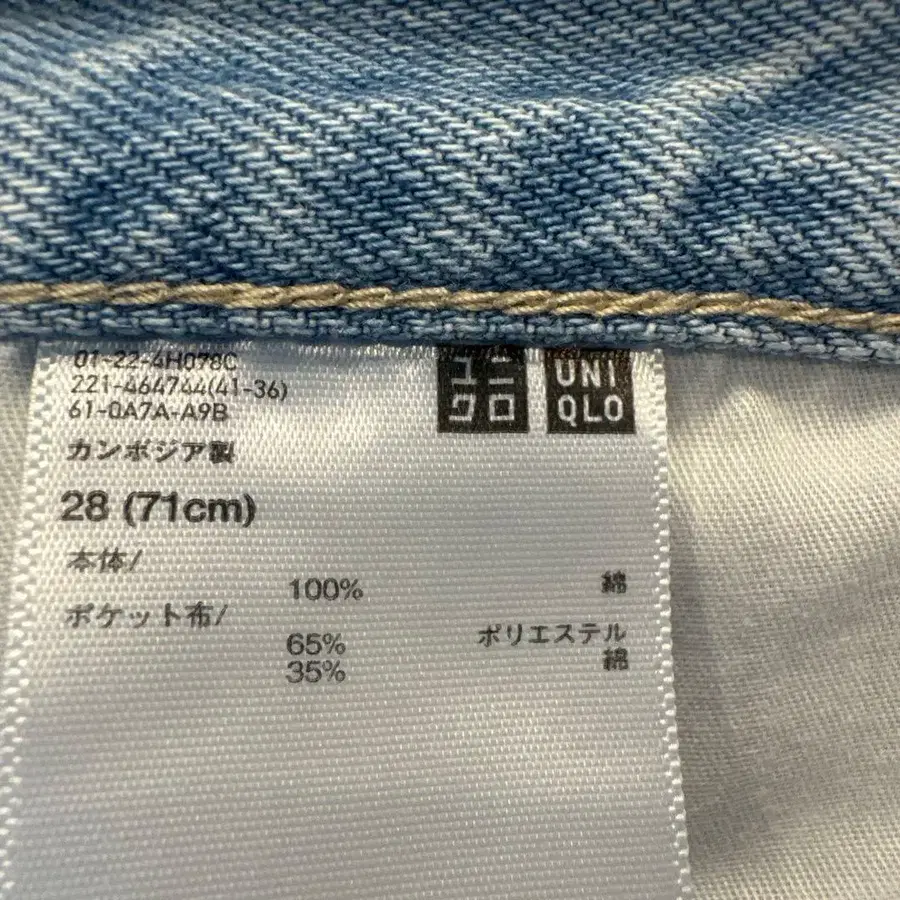 01-22-4H078C
221-464744(41-36)
61-0A7A-A9B
ユニ
クロ
UNI
QLO
カンボジア製
28 (71cm)
本体/
100% 綿
ポケット布/
65% ポリエステル
35% 綿